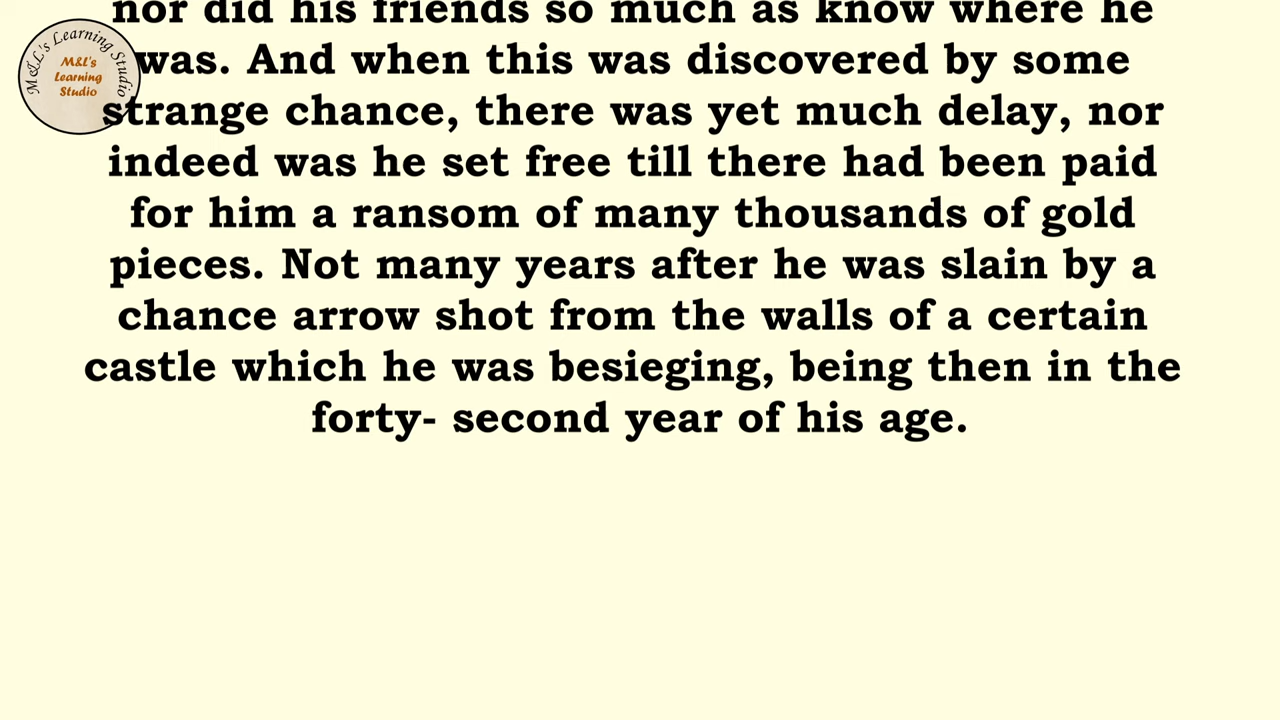 nor did his friends so much as know where he
was. And when this was discovered by some
strange chance, there was yet much delay, nor
indeed was he set free till there had been paid
for him a ransom of many thousands of gold
pieces. Not many years after he was slain by a
chance arrow shot from the walls of a certain
castle which he was besieging, being then in the
forty- second year of his age.
M&L's Learning Studio
M&L's
Learning
Studio